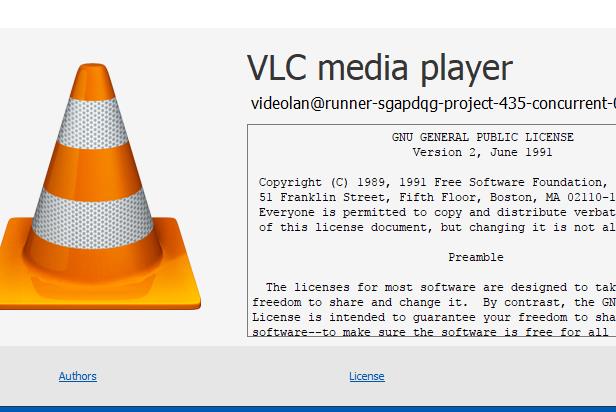 VLC media player
videolan@runner-sgapdqg-project-435-concurrent-
GNU GENERAL PUBLIC LICENSE
Version 2, June 1991
Copyright (C) 1989, 1991 Free Software Foundation,
51 Franklin Street, Fifth Floor, Boston, MA 02110-1
Everyone is permitted to copy and distribute verbat
of this license document, but changing it is not al
Preamble
The licenses for most software are designed to tak
freedom to share and change it.  By contrast, the GN
License is intended to guarantee your freedom to sha
software--to make sure the software is free for all
Authors
License